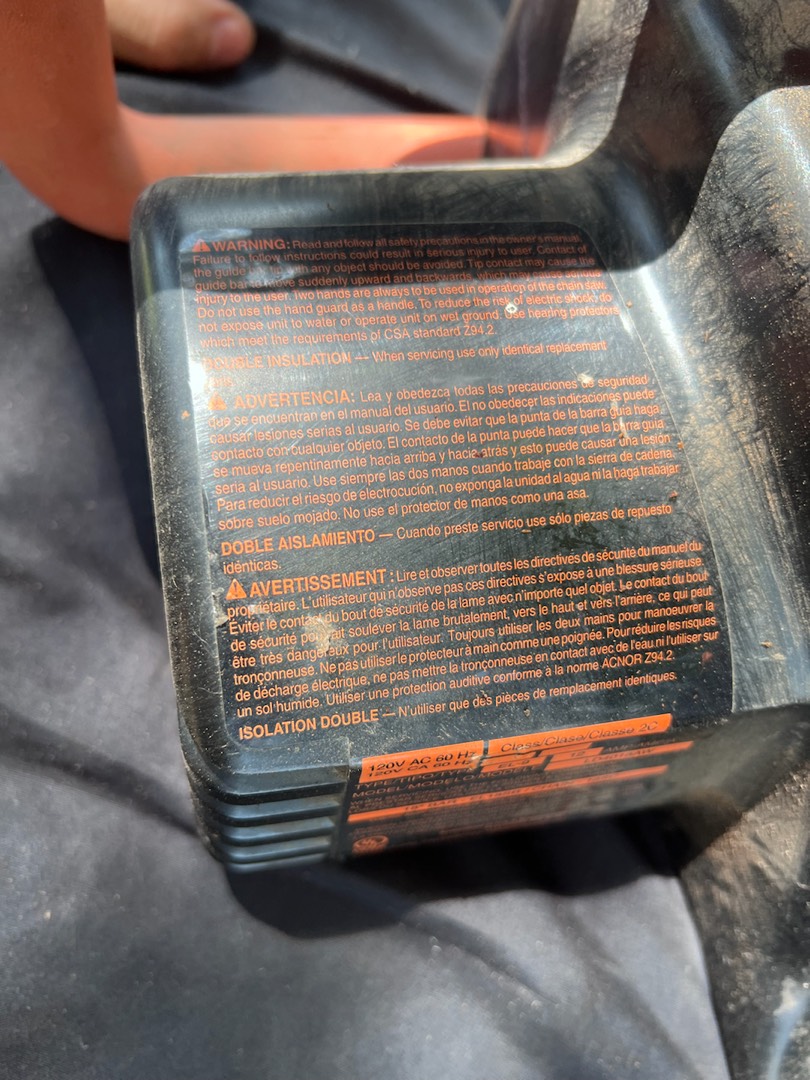 WARNING: Read and follow all safety precautions in the owner's manual.
Failure to follow instructions could result in serious injury to user. Contact of
the guide with any object should be avoided. Tip contact may cause the
guide bar to move suddenly upward and backwards, which may cause serious
injury to the user. Two hands are always to be used in operation of the chain saw.
Do not use the hand guard as a handle. To reduce the risk of electric shock, do
not expose unit to water or operate unit on wet ground. Use hearing protectors
which meet the requirements of CSA standard Z94.2.
DOUBLE INSULATION — When servicing use only identical replacement
ADVERTENCIA: Lea y obedezca todas las precauciones de seguridad
que se encuentran en el manual del usuario. El no obedecer las indicaciones puede
causar lesiones serias al usuario. Se debe evitar que la punta de la barra guía haga
contacto con cualquier objeto. El contacto de la punta puede hacer que la barra guía
se mueva repentinamente hacia arriba y hacia atrás y esto puede causar una lesión
seria al usuario. Use siempre las dos manos cuando trabaje con la sierra de cadena.
Para reducir el riesgo de electrocución, no exponga la unidad al agua ni la haga trabajar
sobre suelo mojado. No use el protector de manos como una asa.
DOBLE AISLAMIENTO — Cuando preste servicio use sólo piezas de repuesto
idénticas.
AVERTISSEMENT : Lire et observer toutes les directives de sécurité du manuel du
propriétaire. L'utilisateur qui n'observe pas ces directives s'expose à une blessure sérieuse.
Éviter le contact du bout de sécurité de la lame avec n'importe quel objet. Le contact du bout
de sécurité pourrait soulever la lame brutalement, vers le haut et vers l'arrière, ce qui peut
être très dangereux pour l'utilisateur. Toujours utiliser les deux mains pour manoeuvrer la
tronçonneuse. Ne pas utiliser le protecteur à main comme une poignée. Pour réduire les risques
de décharge électrique, ne pas mettre la tronçonneuse en contact avec de l'eau ni l'utiliser sur
un sol humide. Utiliser une protection auditive conforme à la norme ACNOR Z94.2.
ISOLATION DOUBLE — N'utiliser que des pièces de remplacement identiques.
120V AC 60 Hz Class/Clase/Classe 2C
120V CA 60 Hz
TYPE/TIPO/TYPE